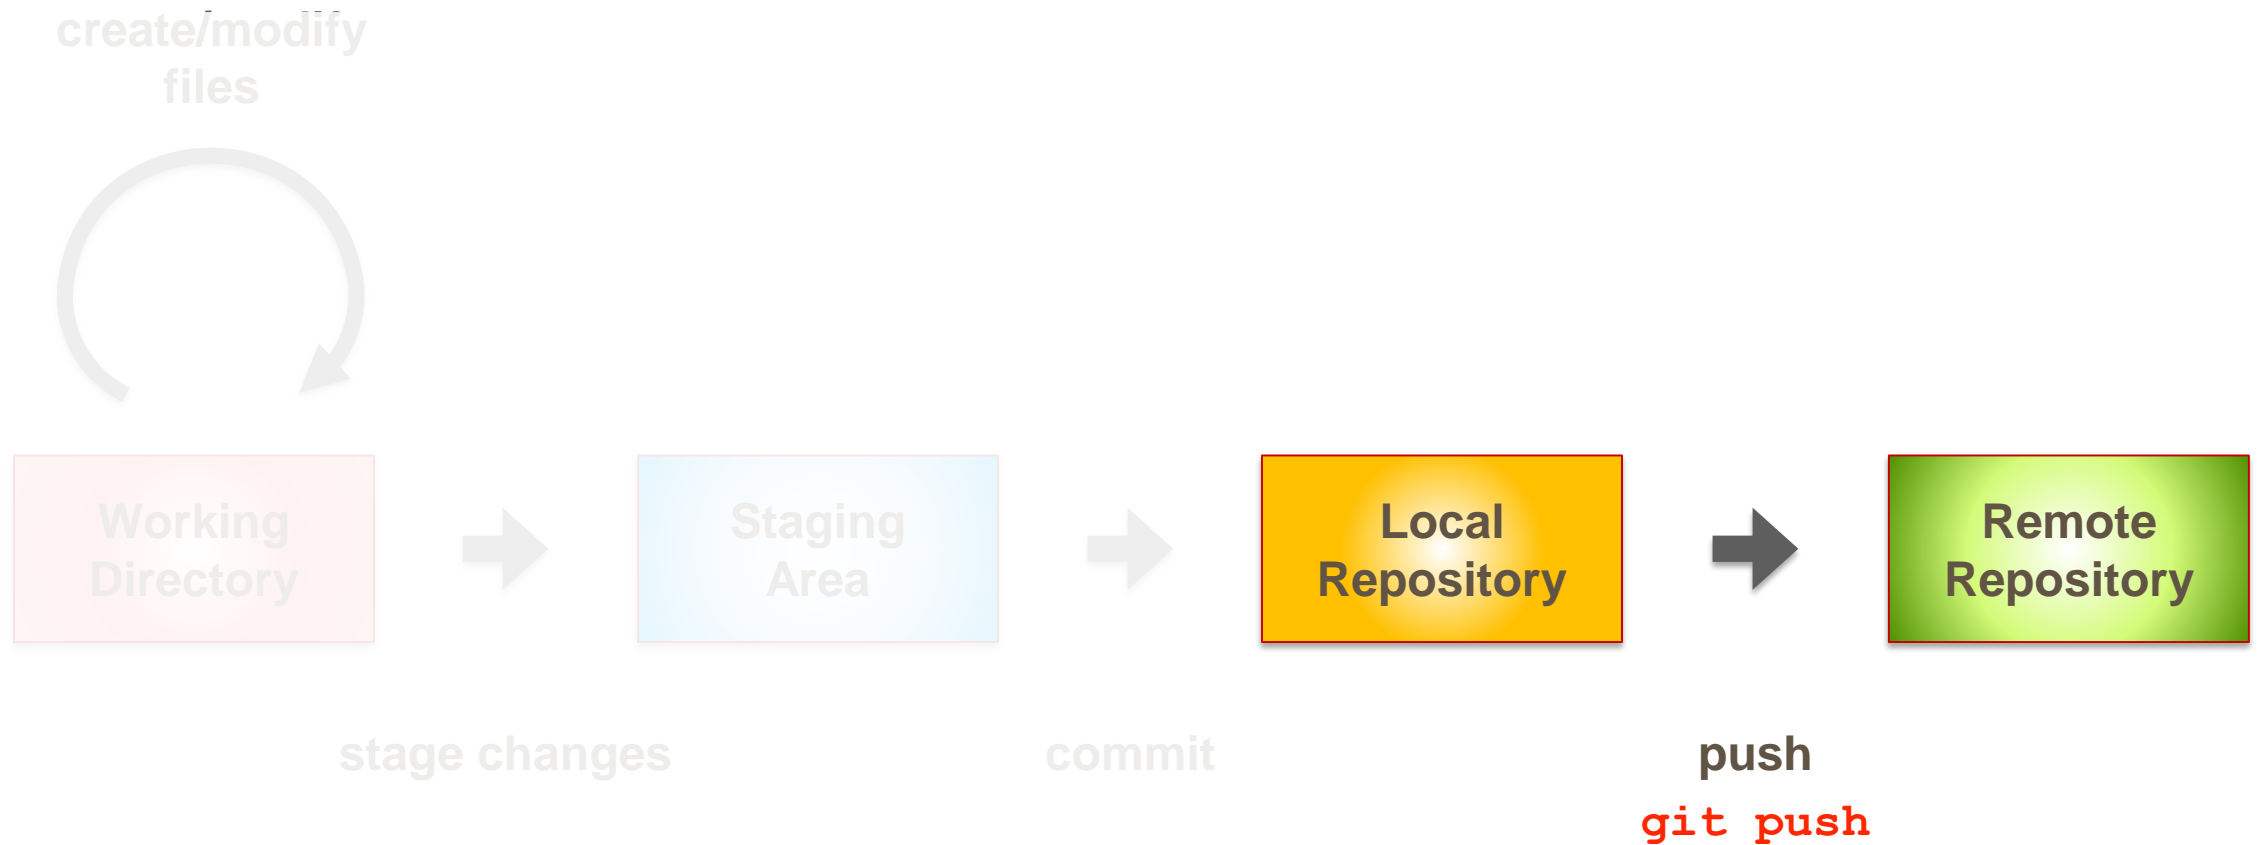 create/modify
files
Working
Directory
Staging
Area
Local
Repository
Remote
Repository
stage changes
commit
push
git push